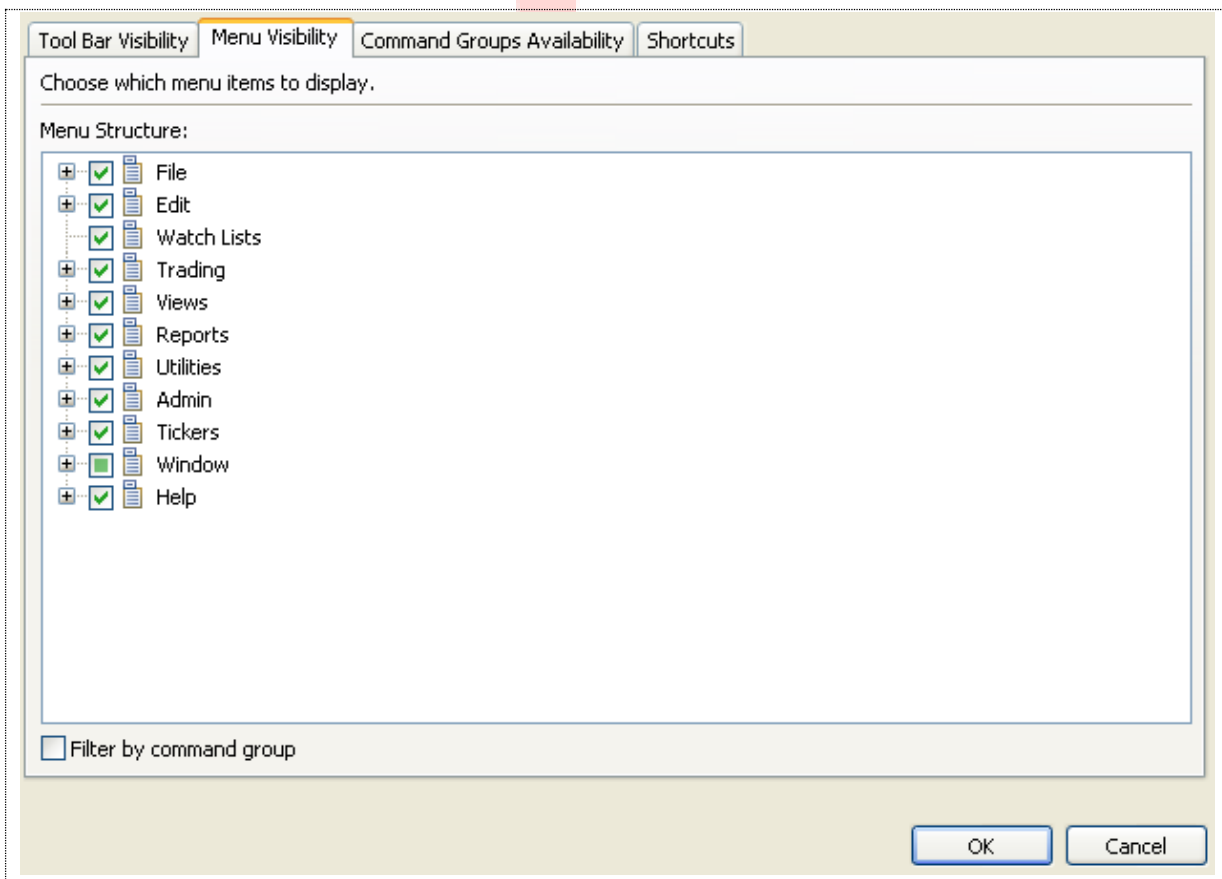 Tool Bar Visibility Menu Visibility Command Groups Availability Shortcuts
Choose which menu items to display.
Menu Structure:
File
Edit
Watch Lists
Trading
Views
Reports
Utilities
Admin
Tickers
Window
Help
Filter by command group
OK Cancel